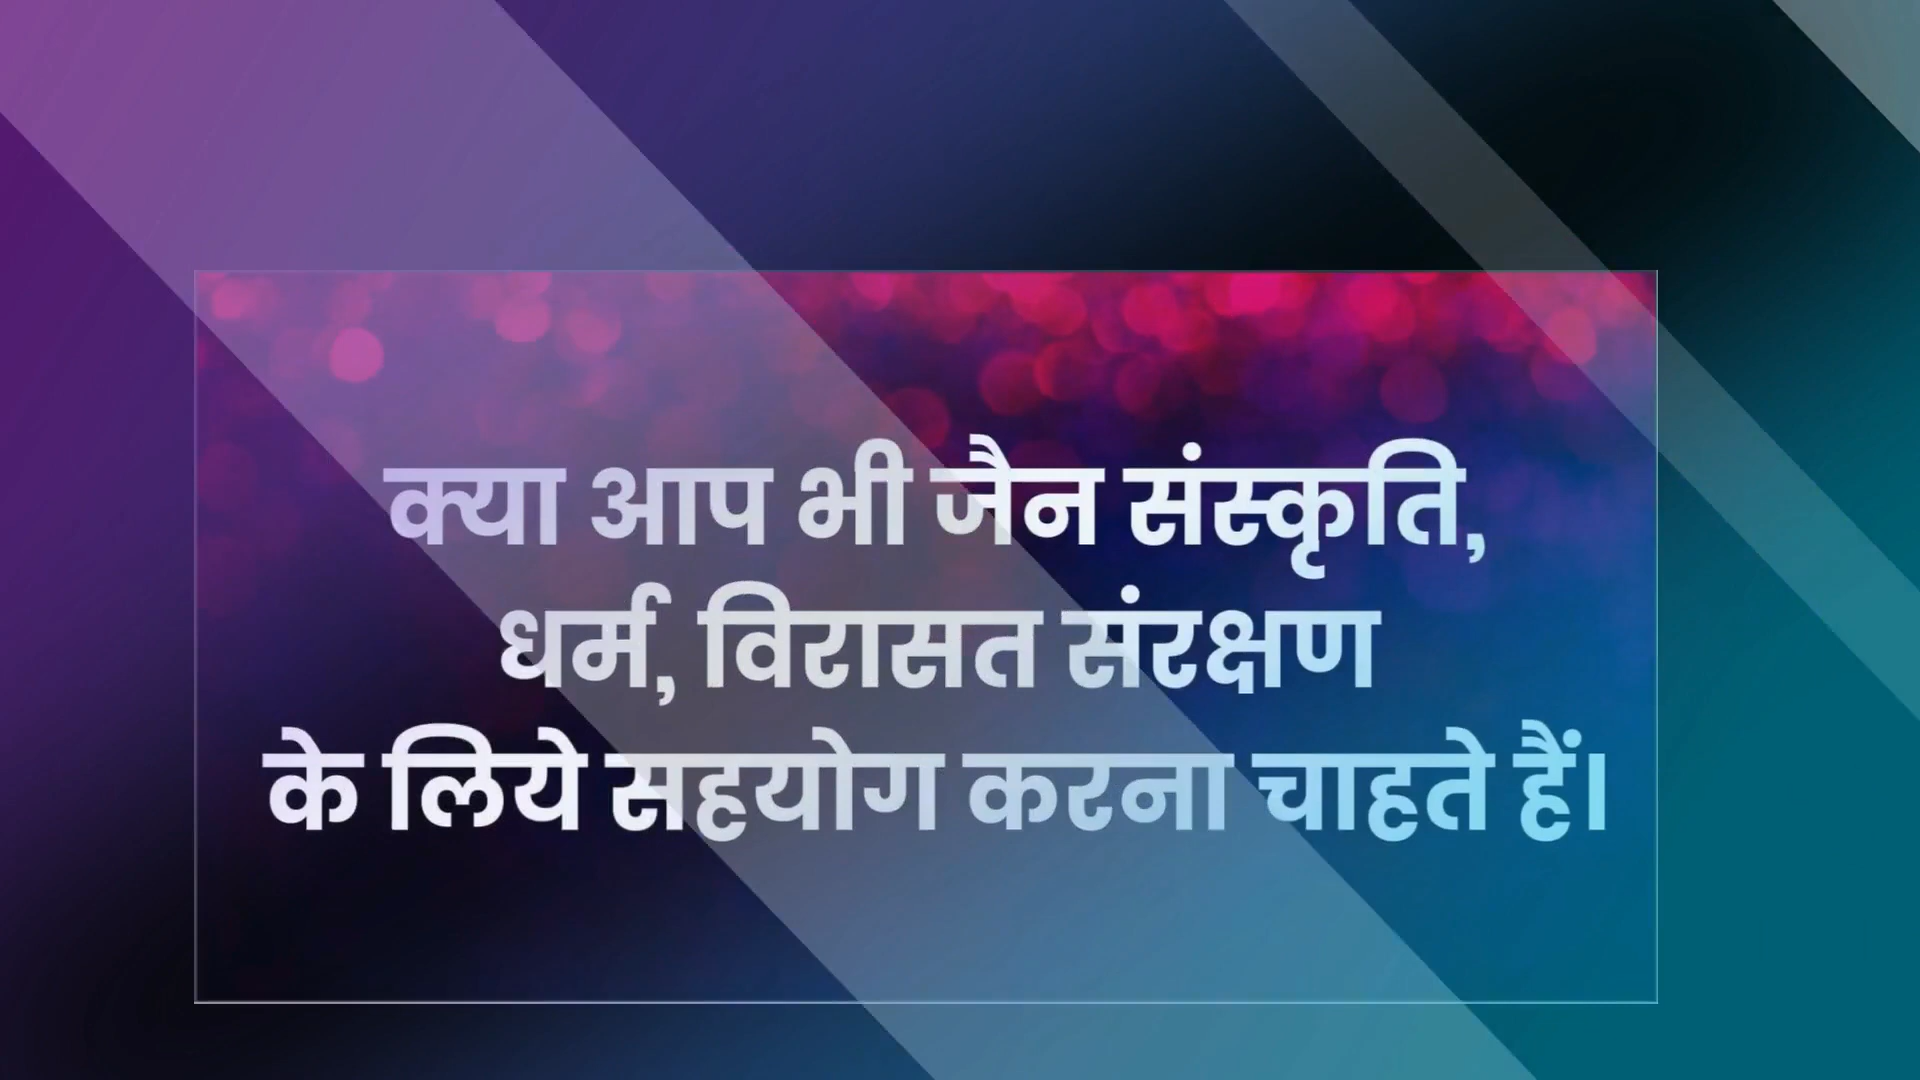 क्या आप भी जैन संस्कृति,
धर्म, विरासत संरक्षण
के लिये सहयोग करना चाहते हैं।